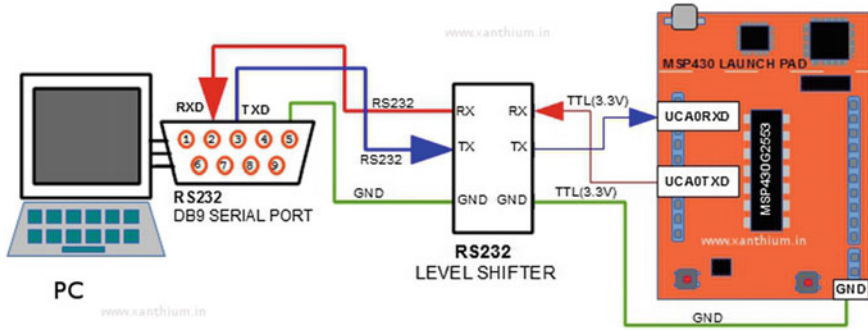 www.xanthium.in
MSP430 LAUNCH PAD
RXD
TXD
RS232
RX
RX
TTL(3.3V)
UCA0RXD
1
2
3
4
5
RS232
TX
TX
6
7
8
9
UCA0TXD
MSP430G2553
RS232
DB9 SERIAL PORT
GND
GND
GND
TTL(3.3V)
www.xanthium.in
RS232
LEVEL SHIFTER
PC
GND
www.xanthium.in
GND